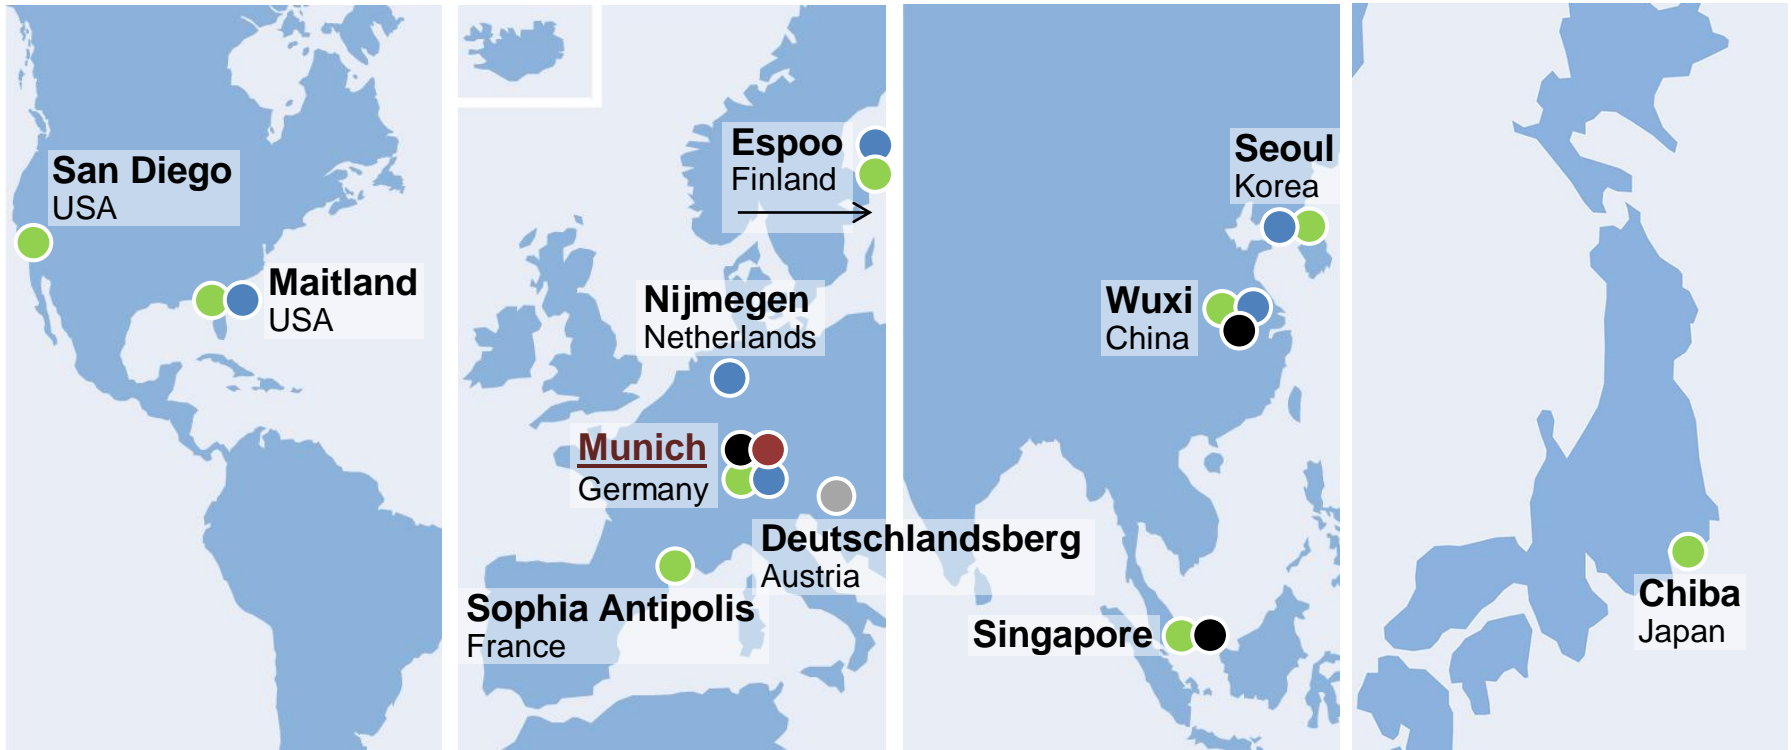 San Diego
USA
Maitland
USA
Espoo
Finland
Nijmegen
Netherlands
Munich
Germany
Deutschlandsberg
Austria
Sophia Antipolis
France
Seoul
Korea
Wuxi
China
Singapore
Chiba
Japan